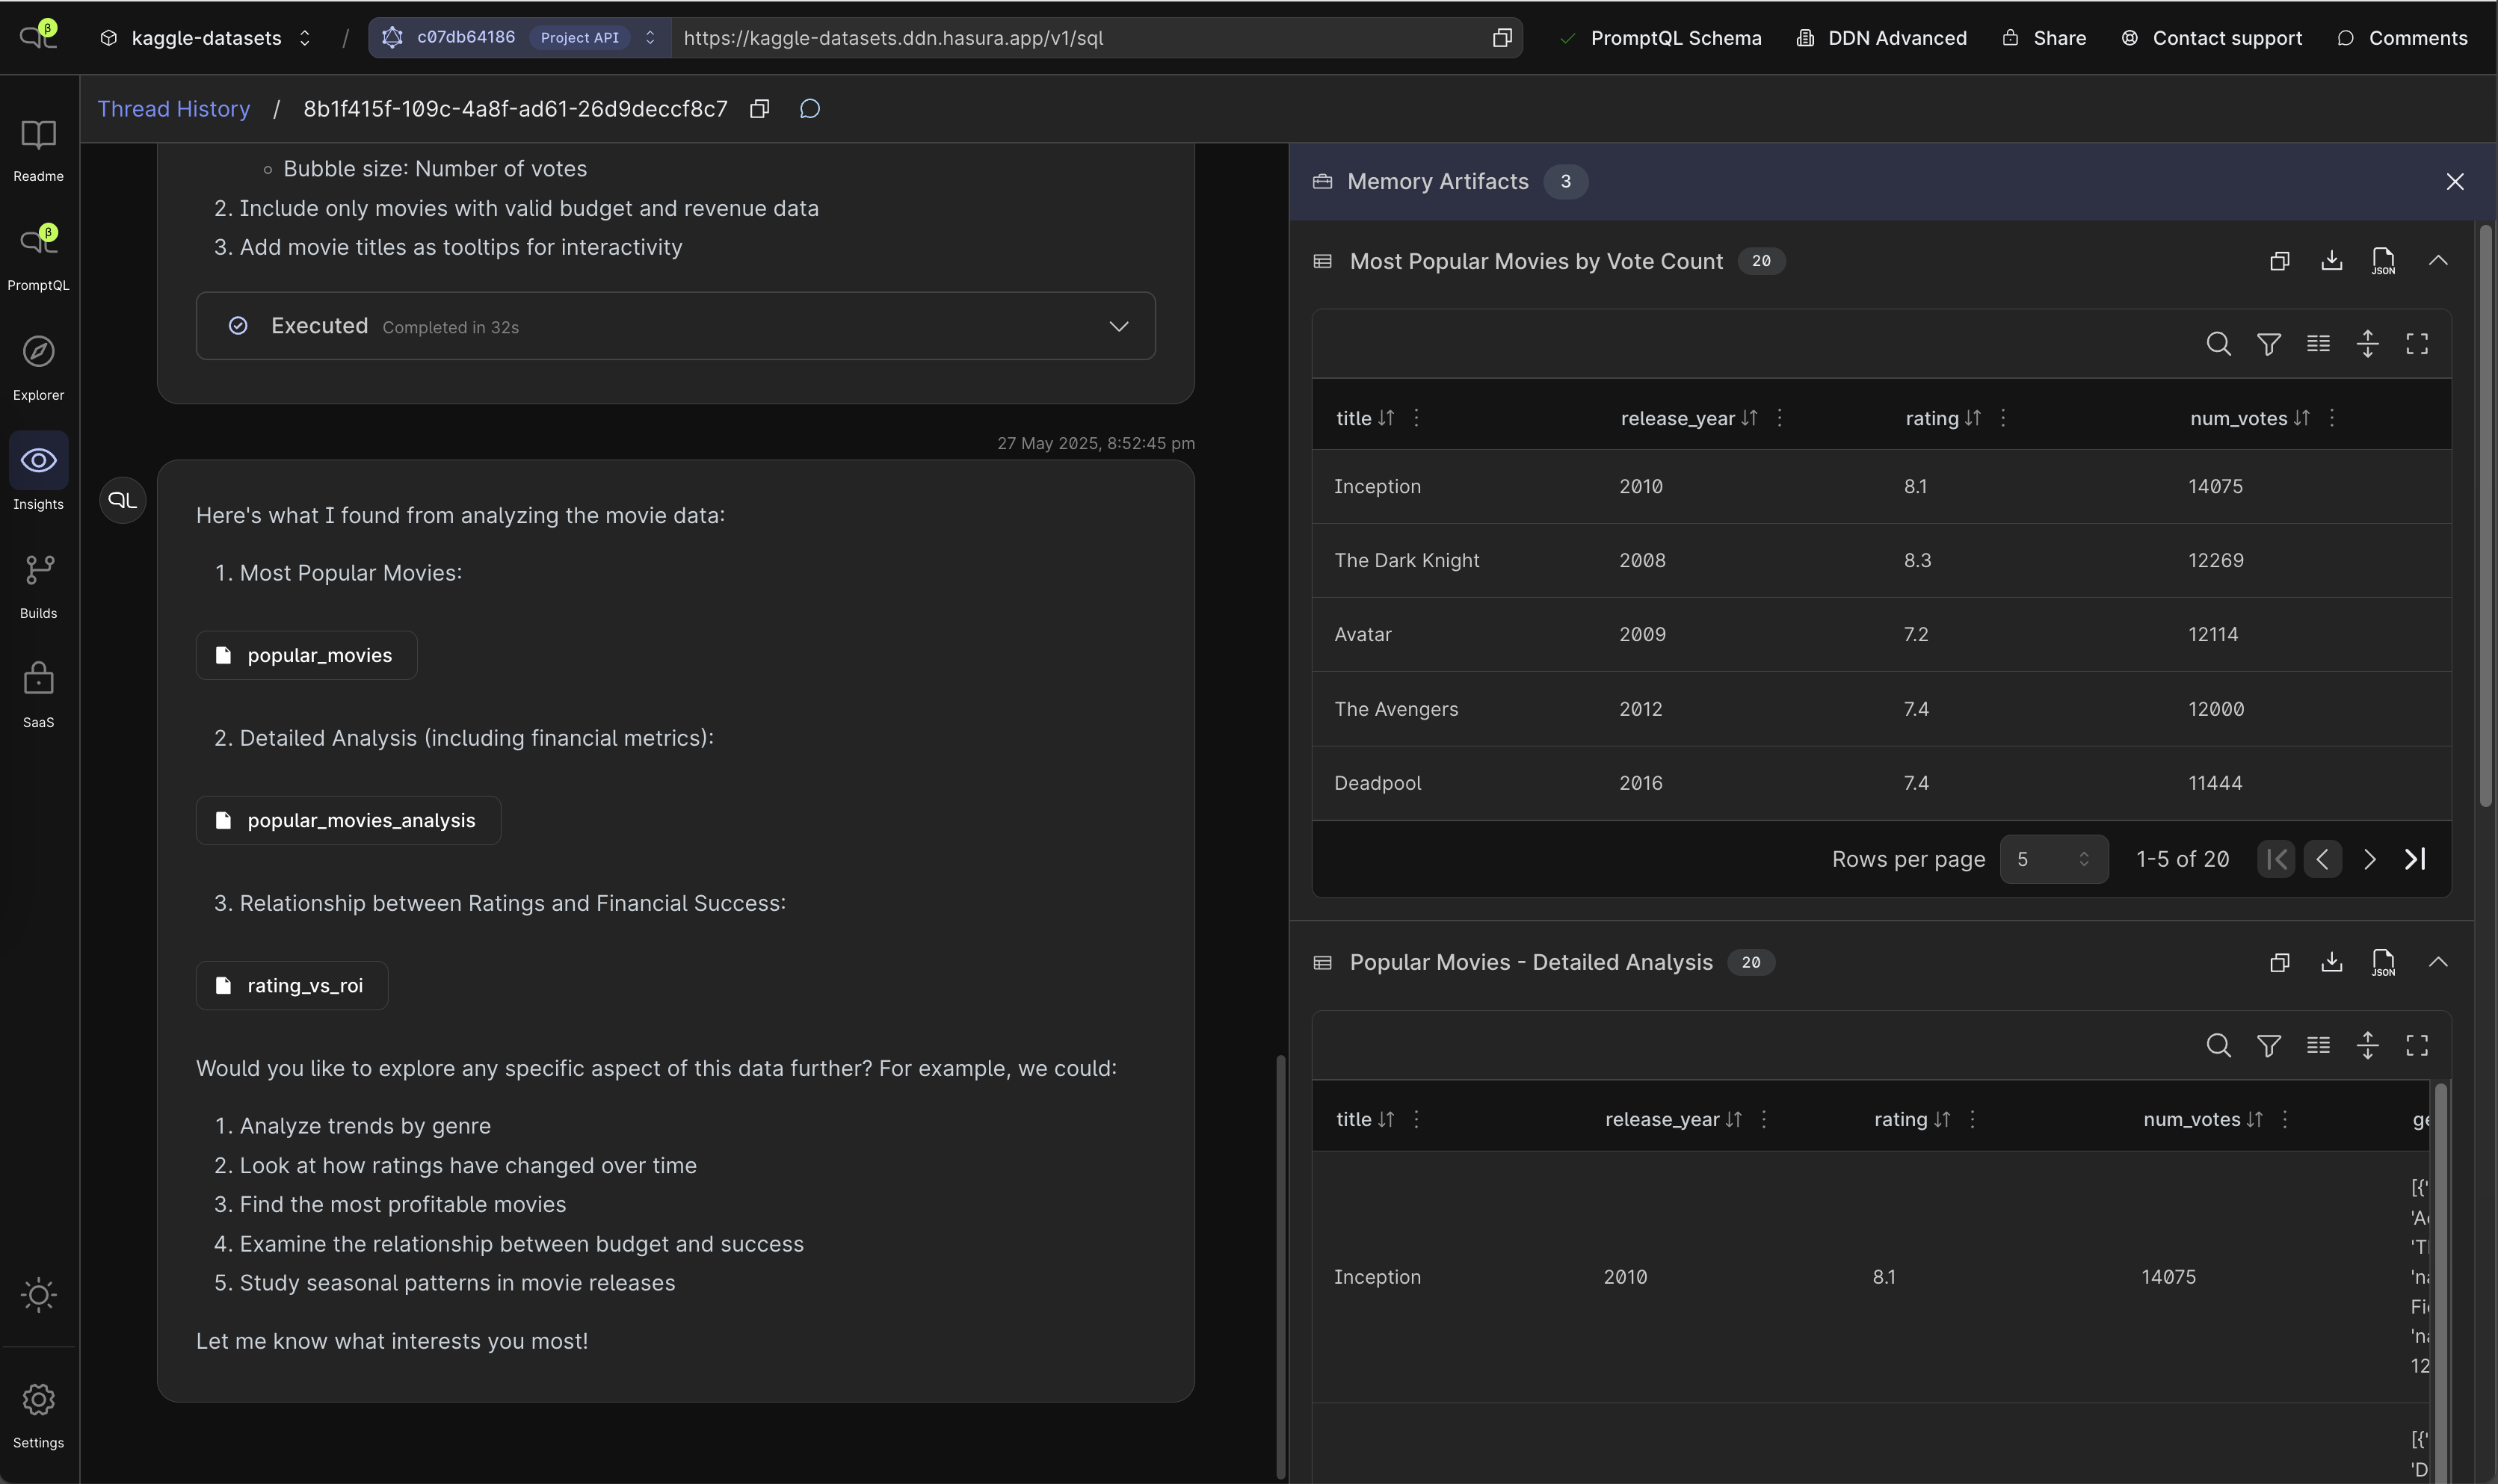 β
kaggle-datasets / c07db64186 Project API https://kaggle-datasets.ddn.hasura.app/v1/sql PromptQL Schema DDN Advanced Share Contact support Comments
Thread History / 8b1f415f-109c-4a8f-ad61-26d9deccf8c7
Readme
β
PromptQL
Explorer
Insights
Builds
SaaS
Settings
Bubble size: Number of votes
2. Include only movies with valid budget and revenue data
3. Add movie titles as tooltips for interactivity
Executed Completed in 32s
27 May 2025, 8:52:45 pm
QL
Here's what I found from analyzing the movie data:
1. Most Popular Movies:
popular_movies
2. Detailed Analysis (including financial metrics):
popular_movies_analysis
3. Relationship between Ratings and Financial Success:
rating_vs_roi
Would you like to explore any specific aspect of this data further? For example, we could:
1. Analyze trends by genre
2. Look at how ratings have changed over time
3. Find the most profitable movies
4. Examine the relationship between budget and success
5. Study seasonal patterns in movie releases
Let me know what interests you most!
Memory Artifacts 3
Most Popular Movies by Vote Count 20 JSON
title release_year rating num_votes
Inception 2010 8.1 14075
The Dark Knight 2008 8.3 12269
Avatar 2009 7.2 12114
The Avengers 2012 7.4 12000
Deadpool 2016 7.4 11444
Rows per page 5 1-5 of 20
Popular Movies - Detailed Analysis 20 JSON
title release_year rating num_votes
[{'
Inception 2010 8.1 14075
12
[{'